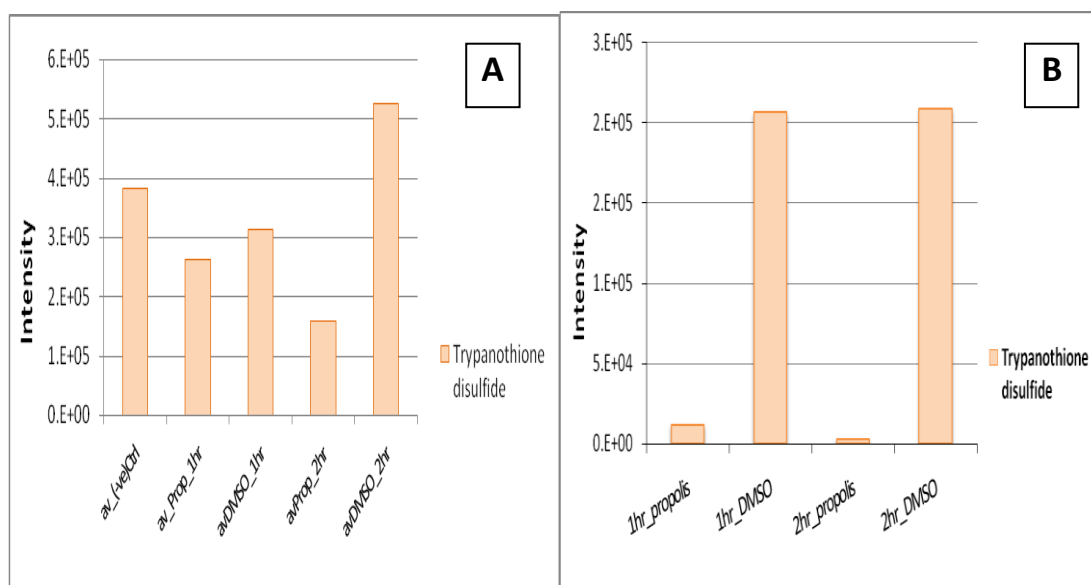 A
6.E+05
5.E+05
4.E+05
3.E+05
2.E+05
1.E+05
0.E+00
Intensity
av_(-ve)Ctrl
av_Prop_1hr
avDMSO_1hr
avProp_2hr
avDMSO_2hr
Trypanothione
disulfide
B
3.E+05
2.E+05
2.E+05
1.E+05
5.E+04
0.E+00
Intensity
1hr_propolis
1hr_DMSO
2hr_propolis
2hr_DMSO
Trypanothione
disulfide